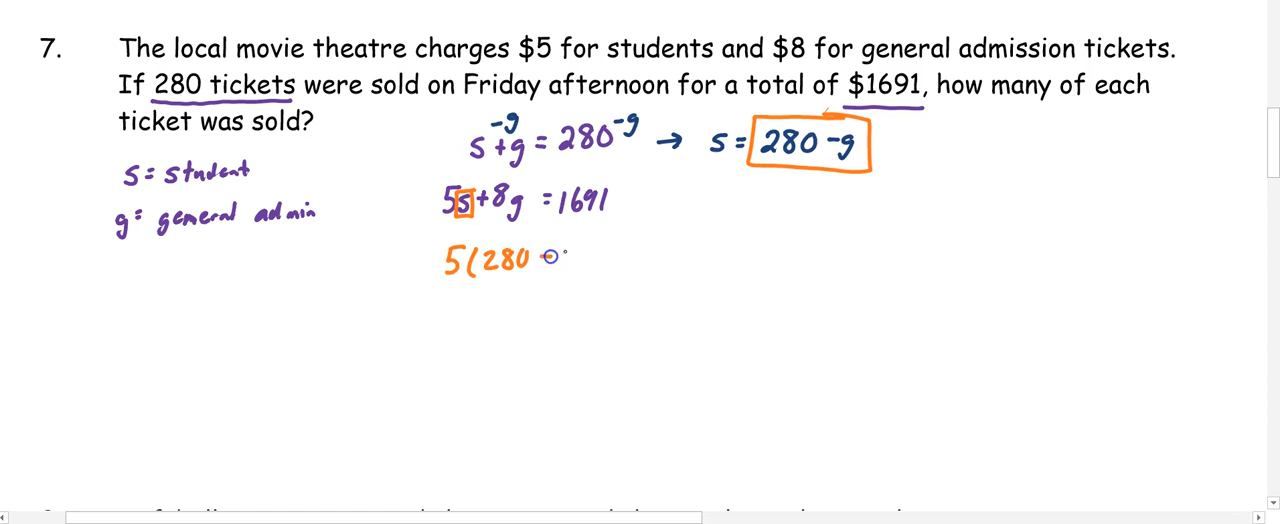 7. The local movie theatre charges $5 for students and $8 for general admission tickets.
If 280 tickets were sold on Friday afternoon for a total of $1691, how many of each
ticket was sold?
-g -g
s + g = 280 → s = 280 - g
s = student
5s + 8g = 1691
g = general admin
5(280 -